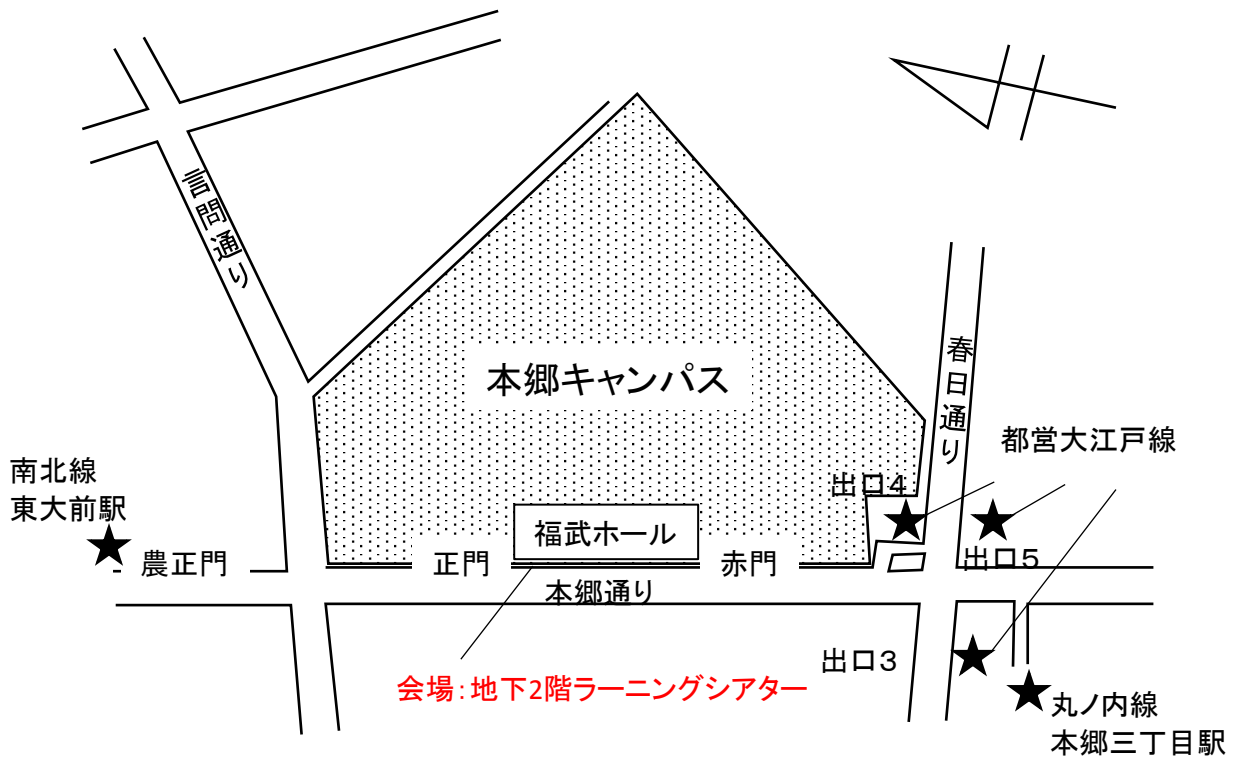 言問通り
本郷キャンパス
春日通り
都営大江戸線
南北線
東大前駅
出口4
福武ホール
農正門
正門
赤門
出口5
本郷通り
出口3
会場:地下2階ラーニングシアター
丸ノ内線
本郷三丁目駅